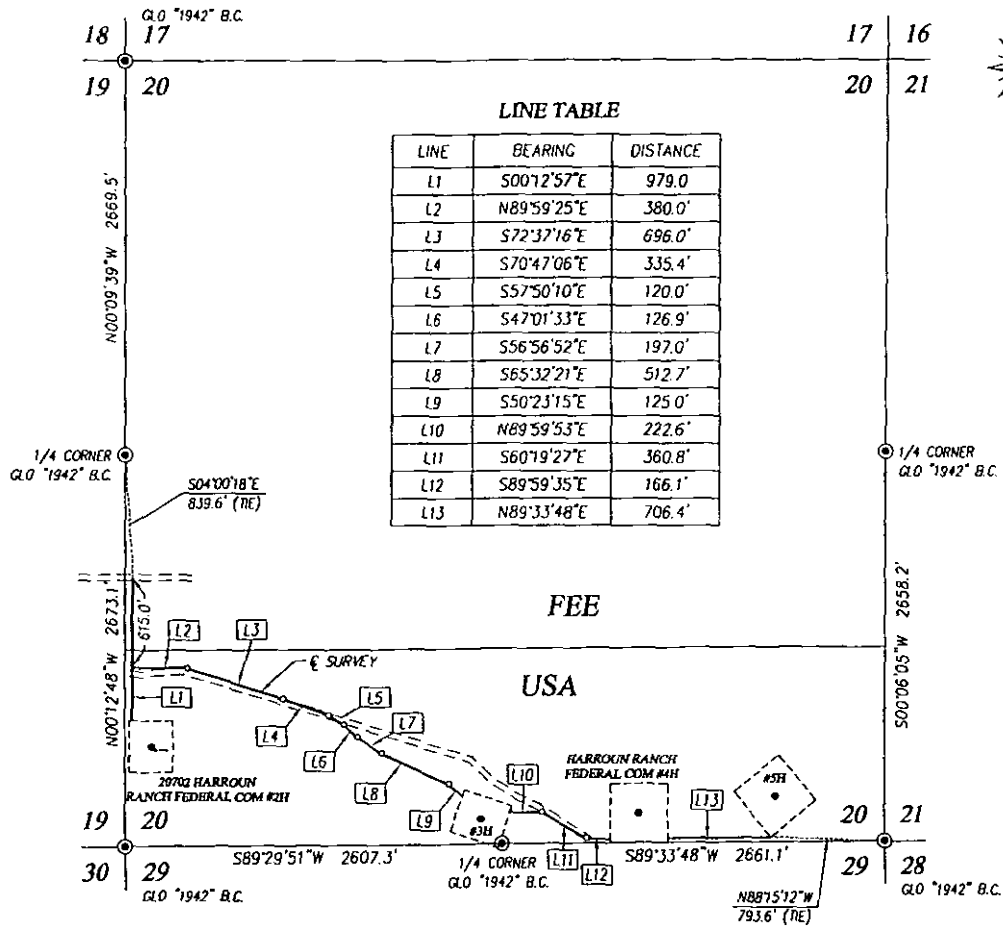 GLO "1942" B.C.
18 17
17 16
19 20
20 21
LINE TABLE
LINE BEARING DISTANCE
L1 S00°12'57"E 979.0
L2 N89°59'25"E 380.0'
L3 S72°37'16"E 696.0'
L4 S70°47'06"E 335.4'
L5 S57°50'10"E 120.0'
L6 S47°01'33"E 126.9'
L7 S56°56'52"E 197.0'
L8 S65°32'21"E 512.7'
L9 S50°23'15"E 125.0'
L10 N89°59'53"E 222.6'
L11 S60°19'27"E 360.8'
L12 S89°59'35"E 166.1'
L13 N89°33'48"E 706.4'
N00°09'39"W 2669.5'
1/4 CORNER
GLO "1942" B.C.
1/4 CORNER
GLO "1942" B.C.
S04°00'18"E
839.6' (TIE)
N00°12'48"W 2673.1'
615.0'
S00°06'05"W 2658.2'
FEE
USA
L2
L3
℄ SURVEY
L1
L4
L5
L6
L7
L8
L9
L10
L11
L12
L13
20702 HARROUN
RANCH FEDERAL COM #2H
HARROUN RANCH
FEDERAL COM #4H
#3H
#5H
19 20
20 21
30 29
29 28
S89°29'51"W 2607.3'
1/4 CORNER
GLO "1942" B.C.
S89°33'48"W 2661.1'
GLO "1942" B.C.
GLO "1942" B.C.
N88°15'12"W
793.6' (TIE)